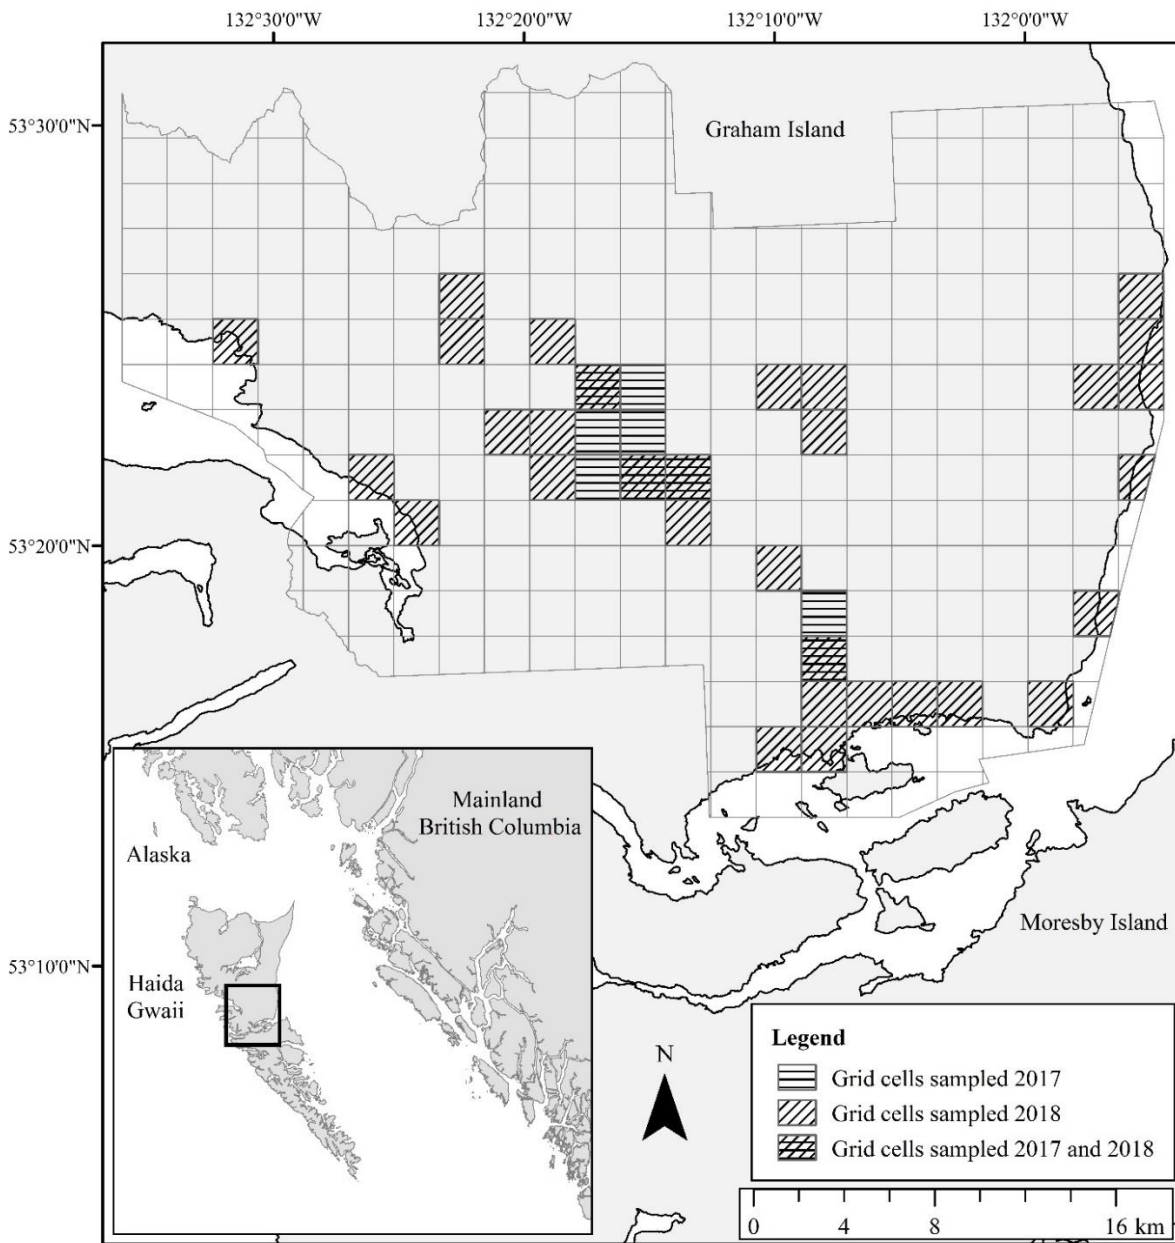 132°30'0"W 132°20'0"W 132°10'0"W 132°0'0"W
53°30'0"N
Graham Island
53°20'0"N
Mainland
British Columbia
Alaska
Moresby Island
53°10'0"N
Haida
Gwaii
Legend
N
Grid cells sampled 2017
Grid cells sampled 2018
Grid cells sampled 2017 and 2018
0 4 8 16 km